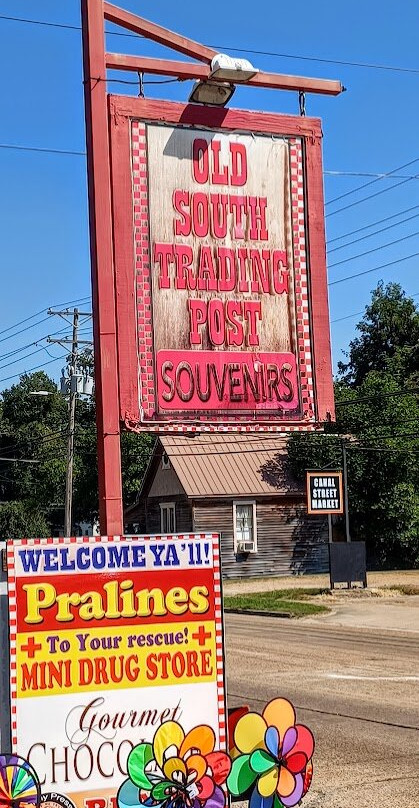 OLD
SOUTH
TRADING
POST
SOUVENIRS
CANAL
STREET
MARKET
WELCOME YA'll!
Pralines
+ To Your rescue! +
MINI DRUG STORE
Gourmet